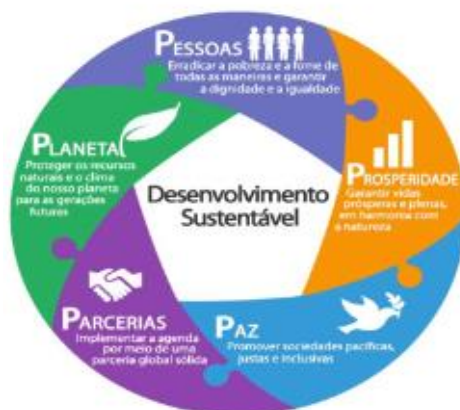 PESSOAS
Erradicar a pobreza e a fome de
todas as maneiras e garantir
a dignidade e a igualdade
PLANETA
Proteger os recursos
naturais e o clima
do nosso planeta
para as gerações
futuras
PROSPERIDADE
Garantir vidas
prósperas e plenas,
em harmonia com
a natureza
Desenvolvimento
Sustentável
PARCERIAS
Implementar a agenda
por meio de uma
parceria global sólida
PAZ
Promover sociedades pacíficas,
justas e inclusivas